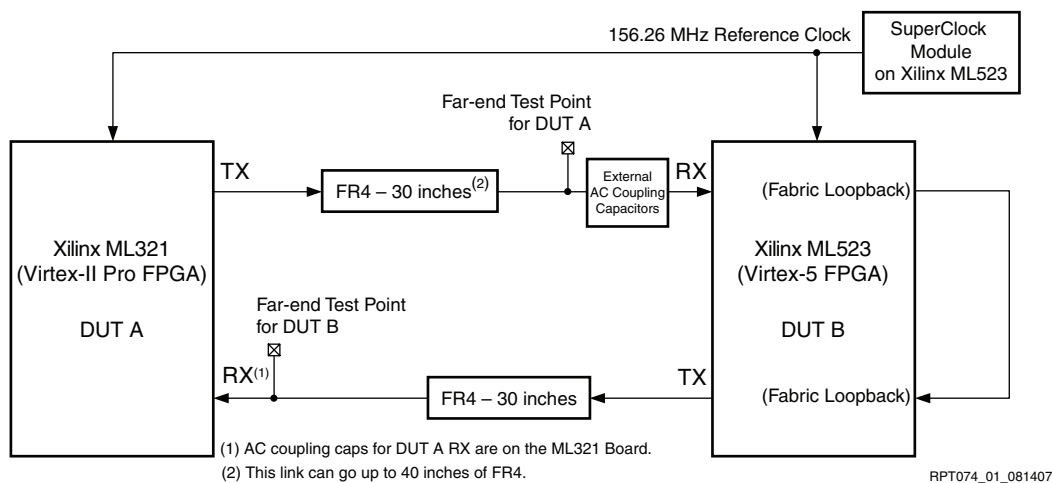 156.26 MHz Reference Clock
SuperClock
Module
on Xilinx ML523
Far-end Test Point
for DUT A
TX
FR4 – 30 inches(2)
External
AC Coupling
Capacitors
RX
(Fabric Loopback)
Xilinx ML321
(Virtex-II Pro FPGA)
DUT A
Xilinx ML523
(Virtex-5 FPGA)
DUT B
Far-end Test Point
for DUT B
RX(1)
FR4 – 30 inches
TX
(Fabric Loopback)
(1) AC coupling caps for DUT A RX are on the ML321 Board.
(2) This link can go up to 40 inches of FR4.
RPT074_01_081407